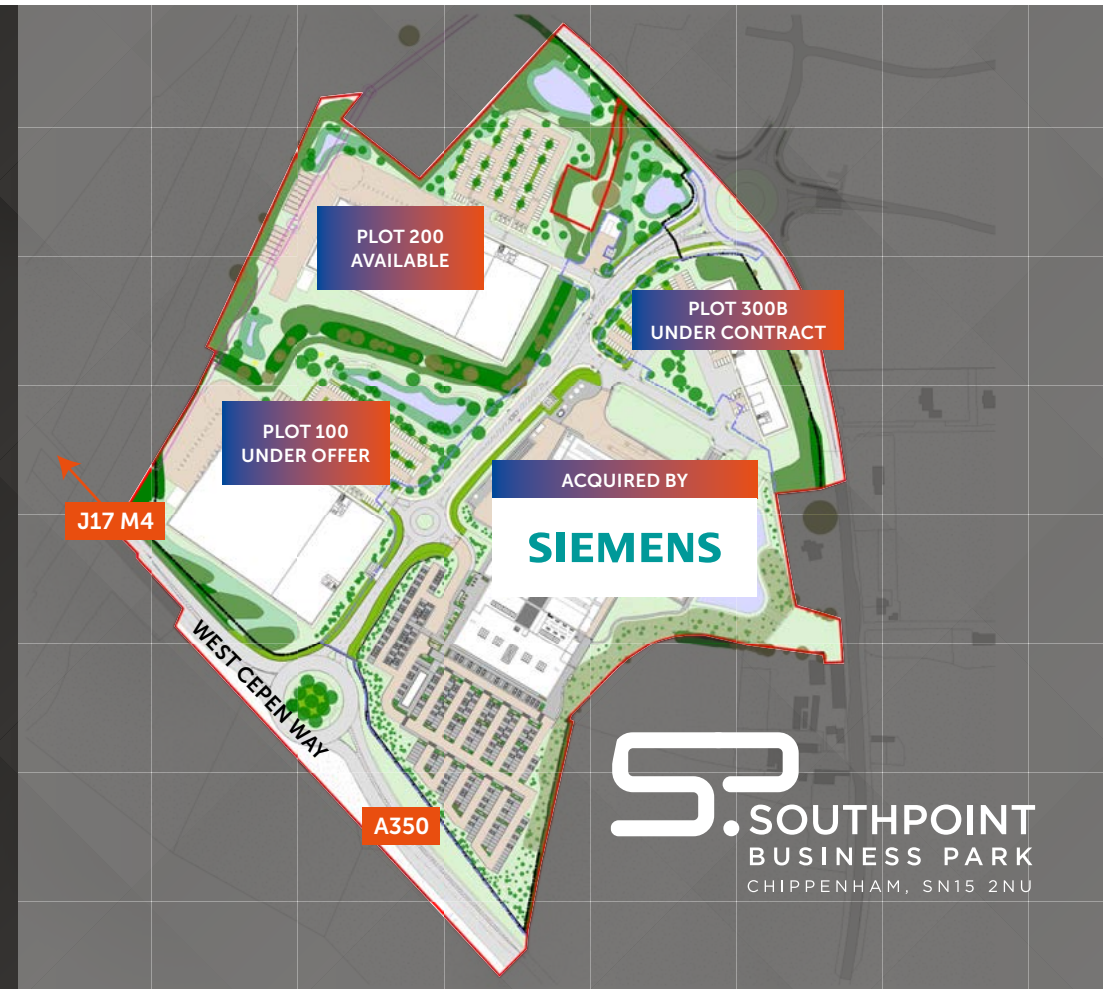 PLOT 200
AVAILABLE
PLOT 300B
UNDER CONTRACT
PLOT 100
UNDER OFFER
ACQUIRED BY
SIEMENS
J17 M4
WEST CEPEN WAY
A350
SP.
SOUTHPOINT
BUSINESS PARK
CHIPPENHAM, SN15 2NU